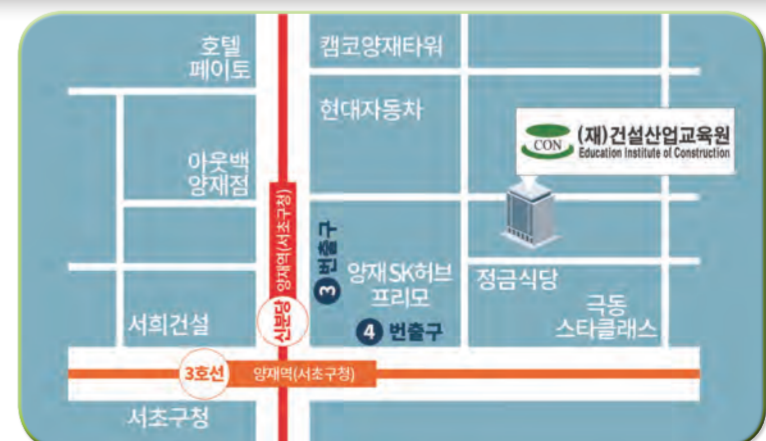 호텔
페이토
캠코양재타워
현대자동차
(재)건설산업교육원
CON
Education Institute of Construction
아웃백
양재점
양재역(서초구청)
신분당
3 번출구
양재SK허브
프리모
정금식당
극동
스타클래스
서희건설
4 번출구
3호선
양재역(서초구청)
서초구청